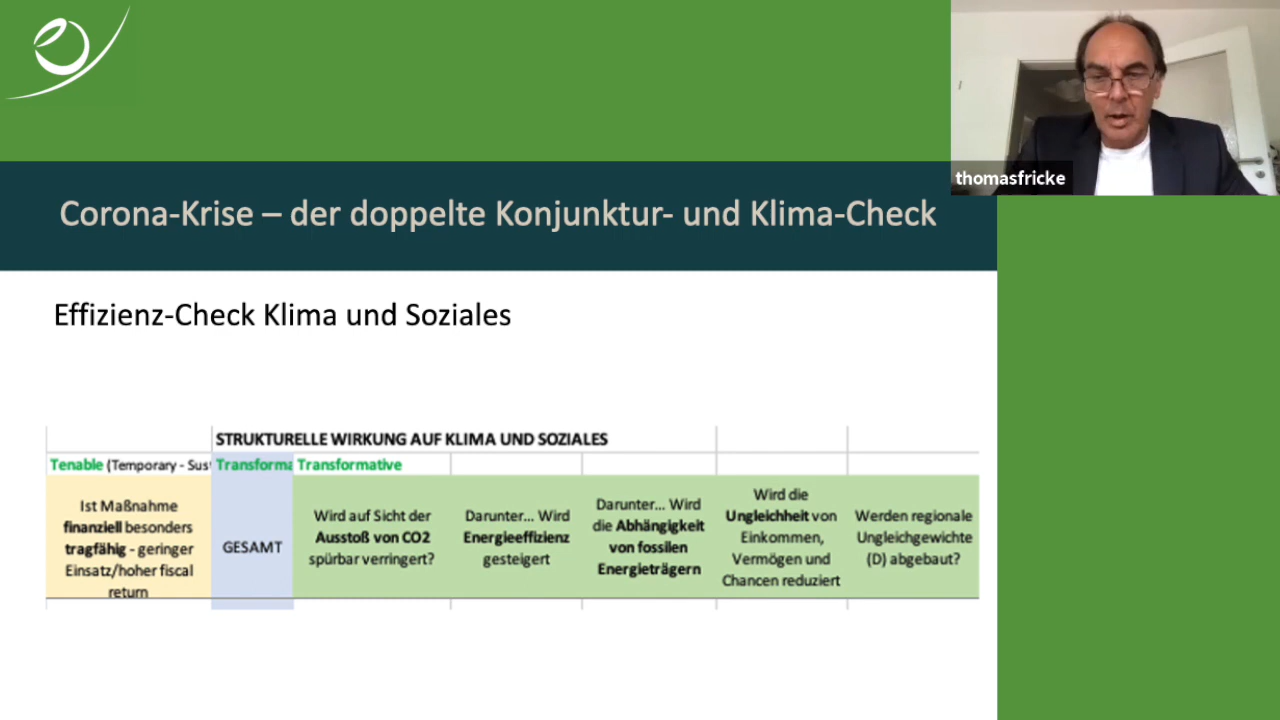 thomasfricke
Corona-Krise – der doppelte Konjunktur- und Klima-Check
Effizienz-Check Klima und Soziales
STRUKTURELLE WIRKUNG AUF KLIMA UND SOZIALES
Tenable (Temporary - Sus
Transforma
Transformative
Ist Maßnahme
finanziell besonders
tragfähig - geringer
Einsatz/hoher fiscal
return
GESAMT
Wird auf Sicht der
Ausstoß von CO2
spürbar verringert?
Darunter... Wird
Energieeffizienz
gesteigert
Darunter... Wird
die Abhängigkeit
von fossilen
Energieträgern
Wird die
Ungleichheit von
Einkommen,
Vermögen und
Chancen reduziert
Werden regionale
Ungleichgewichte
(D) abgebaut?